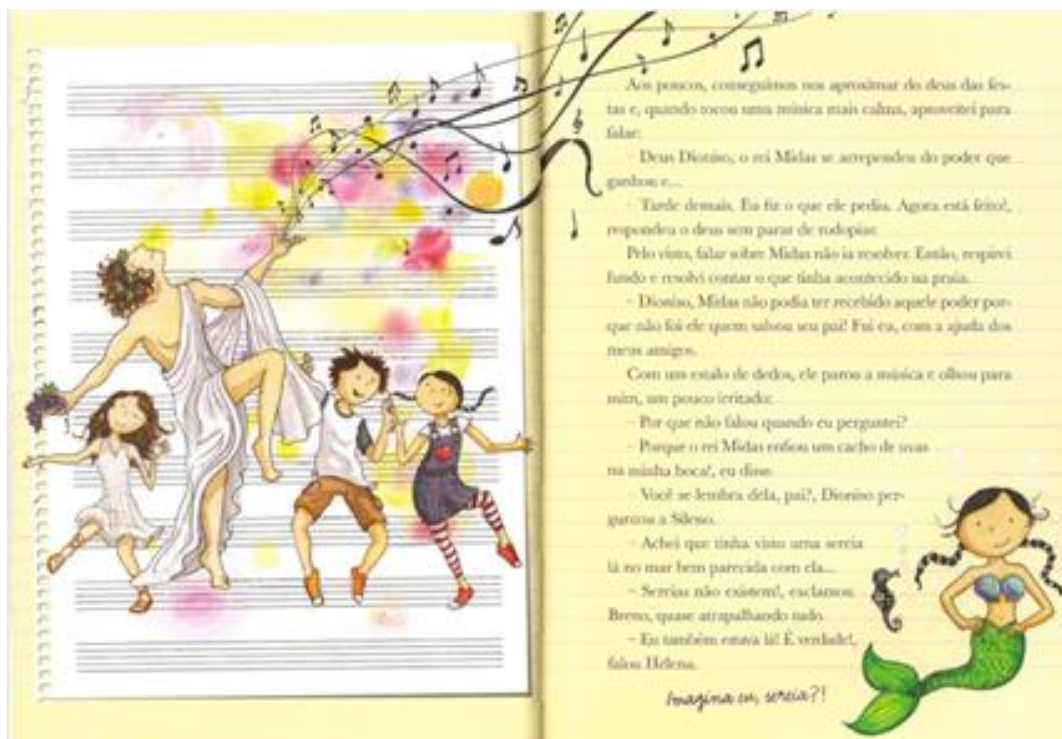 Aos poucos, conseguimos nos aproximar do deus das fes-
tas e, quando tocou uma música mais calma, aproveitei para
falar:
– Deus Dioniso, o rei Midas se arrependeu do poder que
ganhou e...
– Tarde demais. Eu fiz o que ele pediu. Agora está feito!,
respondeu o deus sem parar de rodopiar.
Pelo visto, falar sobre Midas não ia resolver. Então, respirei
fundo e resolvi contar o que tinha acontecido na praia.
– Dioniso, Midas não podia ter recebido aquele poder por-
que não foi ele quem salvou seu pai! Fui eu, com a ajuda dos
meus amigos.
Com um estalo de dedos, ele parou a música e olhou para
mim, um pouco irritado:
– Por que não falou quando eu perguntei?
– Porque o rei Midas enfiou um cacho de uvas
na minha boca!, eu disse.
– Você se lembra dela, pai?, Dioniso per-
guntou a Sileno.
– Achei que tinha visto uma sereia
lá no mar bem parecida com ela...
– Sereias não existem!, exclamou
Breno, quase atrapalhando tudo.
– Eu também estava lá! É verdade!,
falou Helena.
Imagina eu, sereia?!